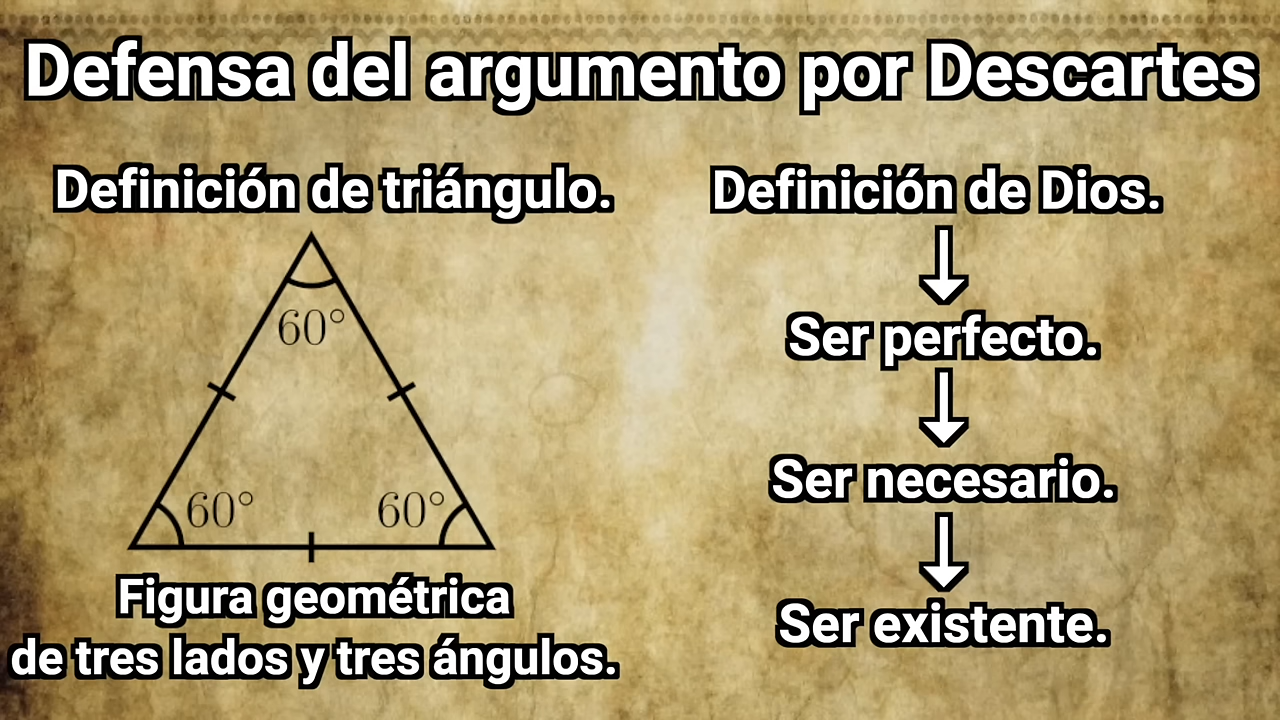 Defensa del argumento por Descartes
Definición de triángulo.
60°
60°
60°
Figura geométrica
de tres lados y tres ángulos.
Definición de Dios.
Ser perfecto.
Ser necesario.
Ser existente.